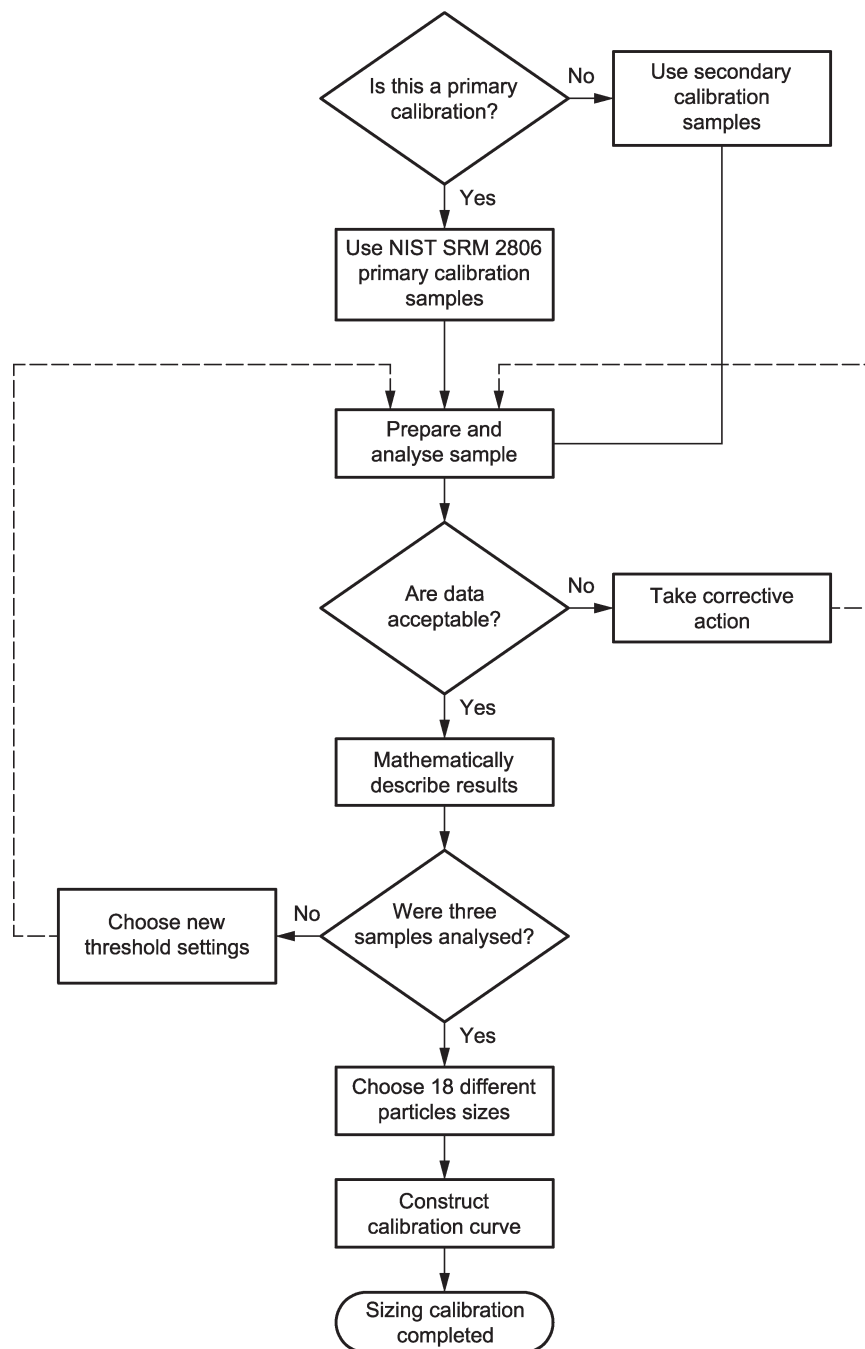 Is this a primary
calibration?
No
Use secondary
calibration
samples
Yes
Use NIST SRM 2806
primary calibration
samples
Prepare and
analyse sample
Are data
acceptable?
No
Take corrective
action
Yes
Mathematically
describe results
Were three
samples analysed?
No
Choose new
threshold settings
Yes
Choose 18 different
particles sizes
Construct
calibration curve
Sizing calibration
completed